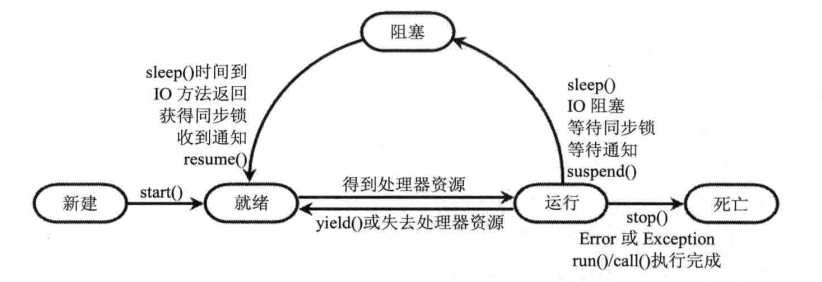 阻塞
sleep()时间到
IO 方法返回
获得同步锁
收到通知
resume()
sleep()
IO 阻塞
等待同步锁
等待通知
suspend()
新建
start()
就绪
得到处理器资源
yield()或失去处理器资源
运行
stop()
Error 或 Exception
run()/call()执行完成
死亡